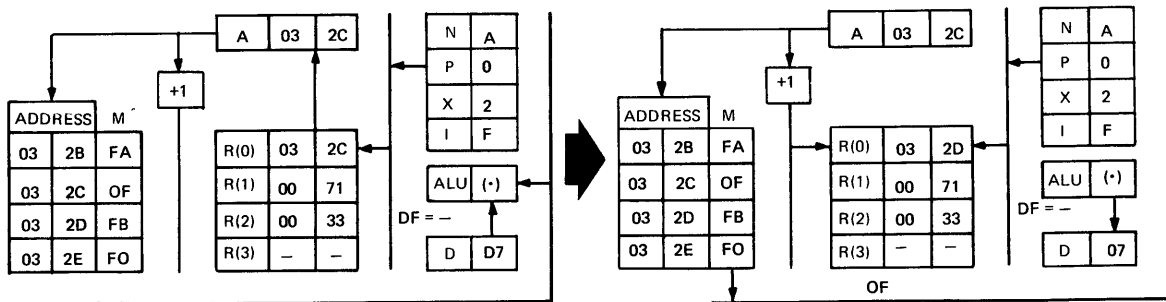 A 03 2C
+1
ADDRESS M
03 2B FA
03 2C OF
03 2D FB
03 2E FO
R(0) 03 2C
R(1) 00 71
R(2) 00 33
R(3) — —
N A
P 0
X 2
I F
ALU (•)
DF = —
D D7
A 03 2C
+1
ADDRESS M
03 2B FA
03 2C OF
03 2D FB
03 2E FO
R(0) 03 2D
R(1) 00 71
R(2) 00 33
R(3) — —
N A
P 0
X 2
I F
ALU (•)
DF = —
D 07
OF